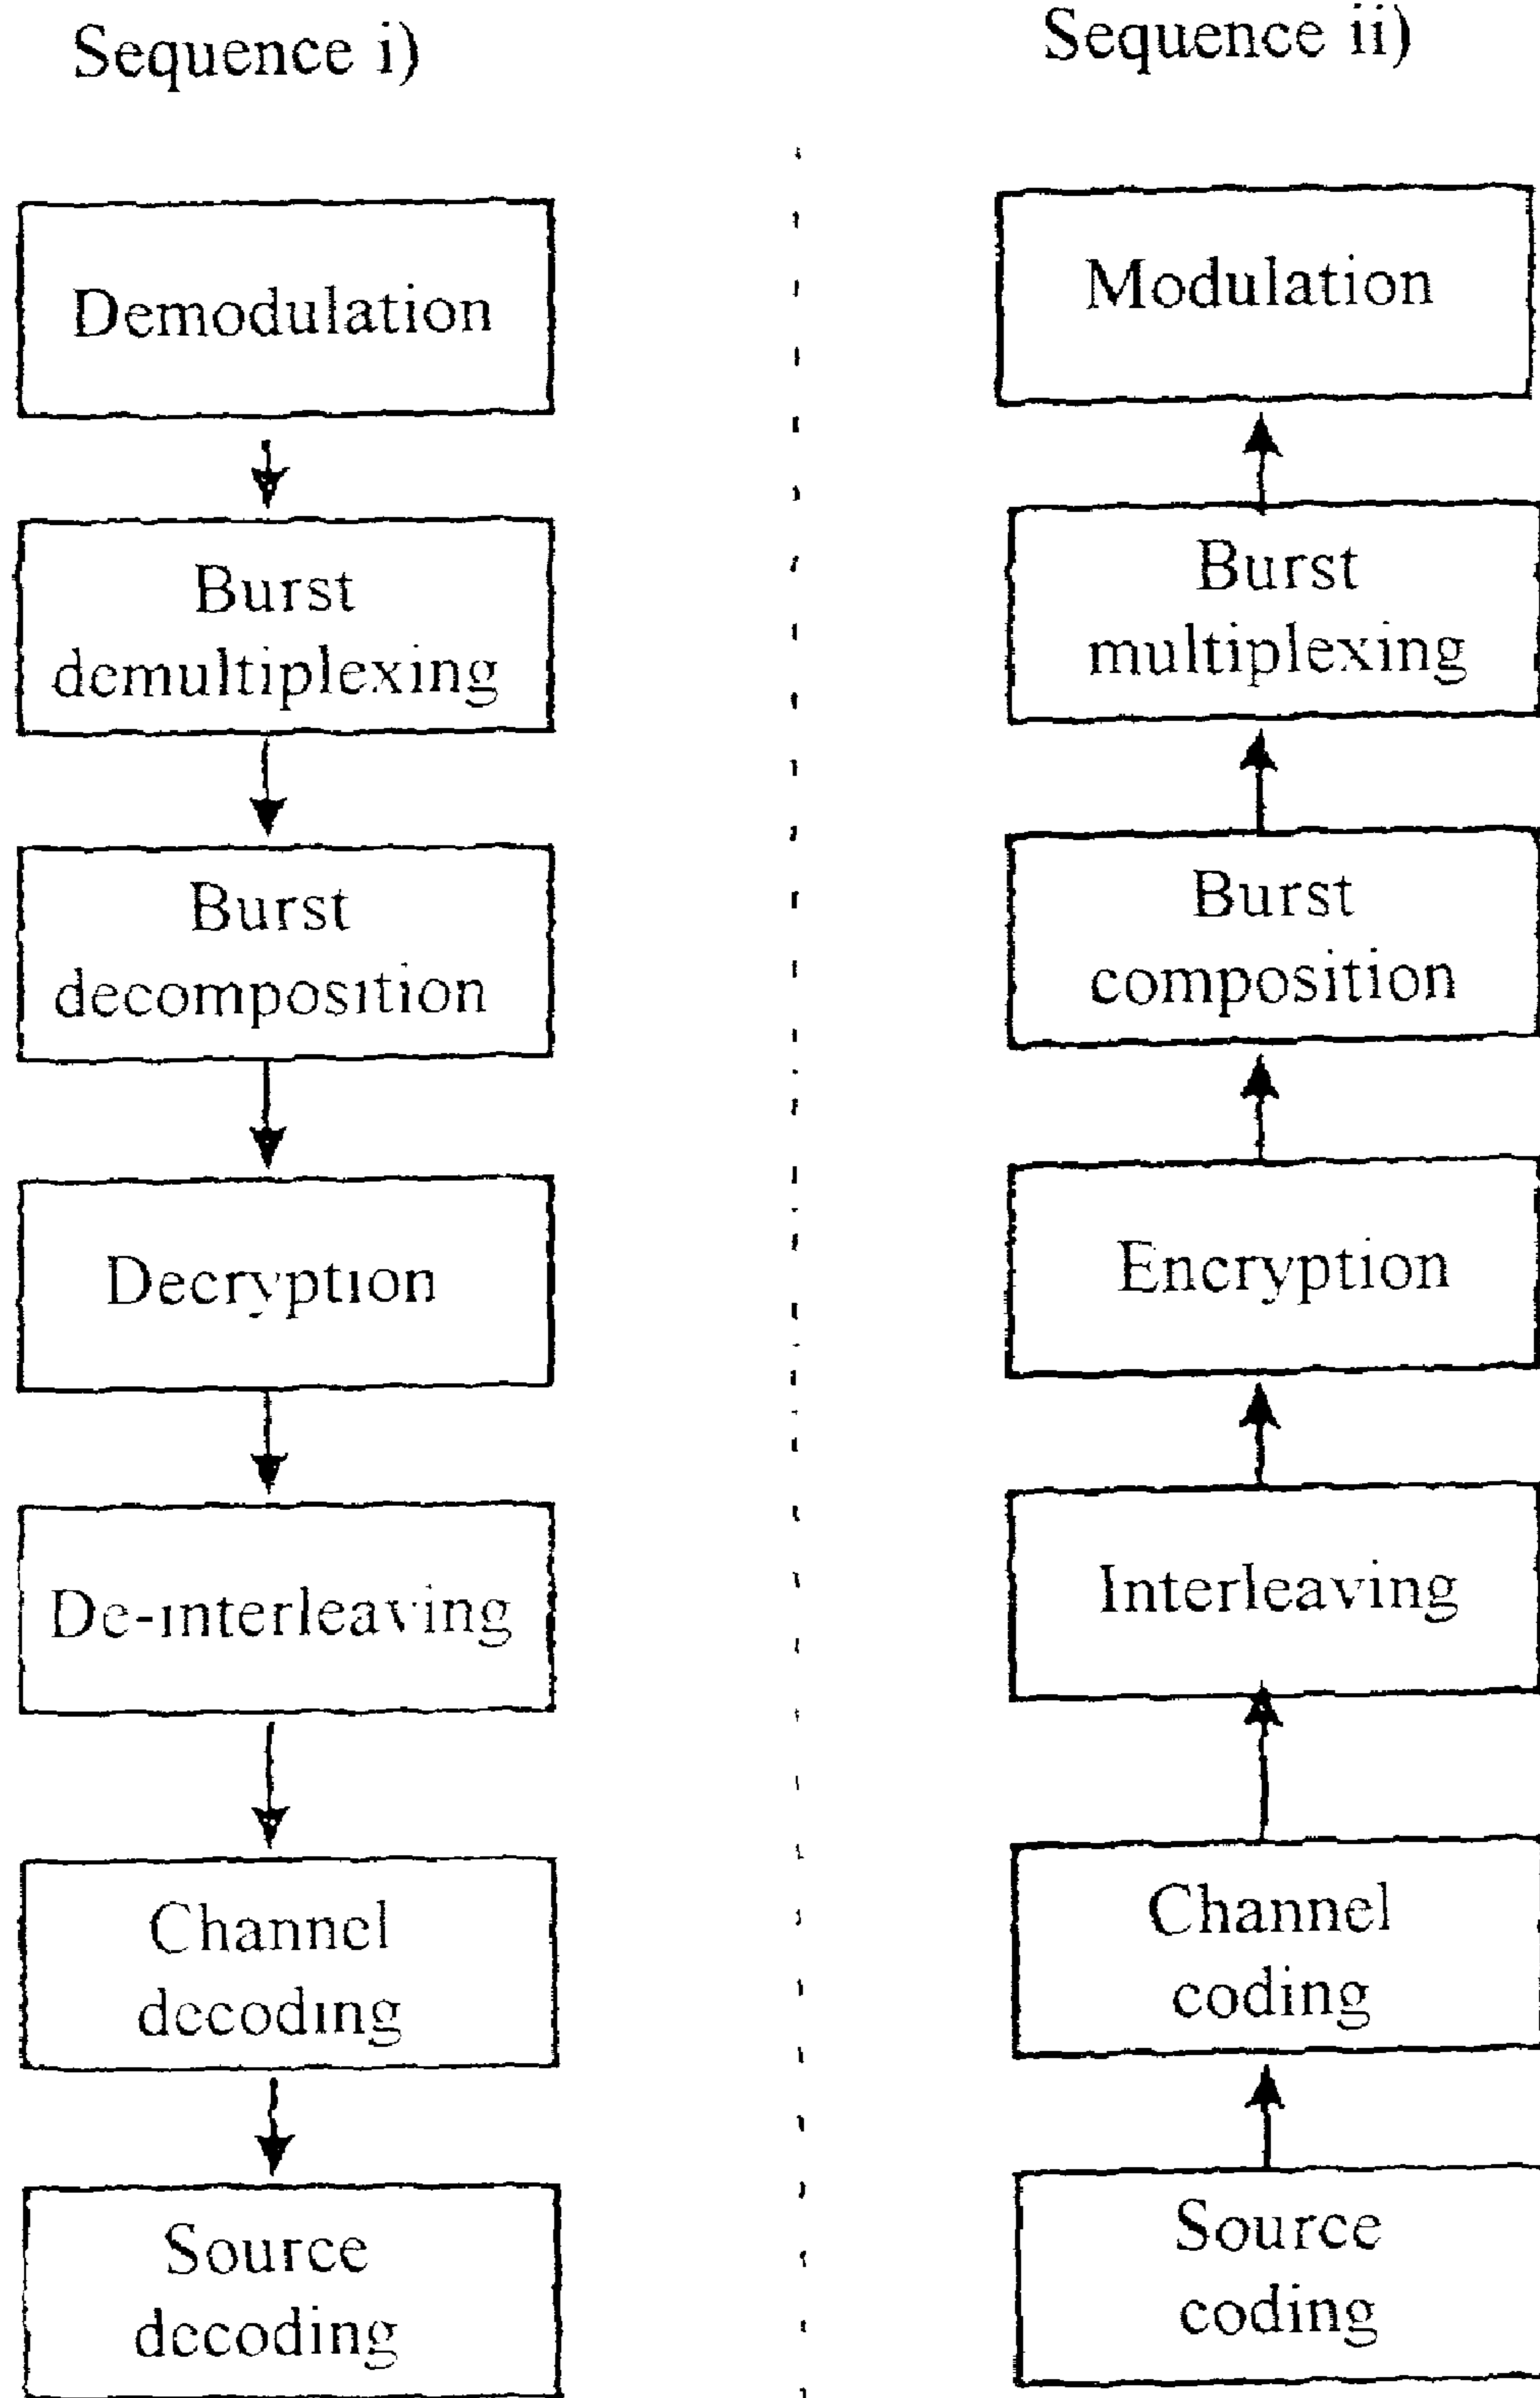 Sequence i)
Demodulation
Burst
demultiplexing
Burst
decomposition
Decryption
De-interleaving
Channel
decoding
Source
decoding
Sequence ii)
Modulation
Burst
multiplexing
Burst
composition
Encryption
Interleaving
Channel
coding
Source
coding